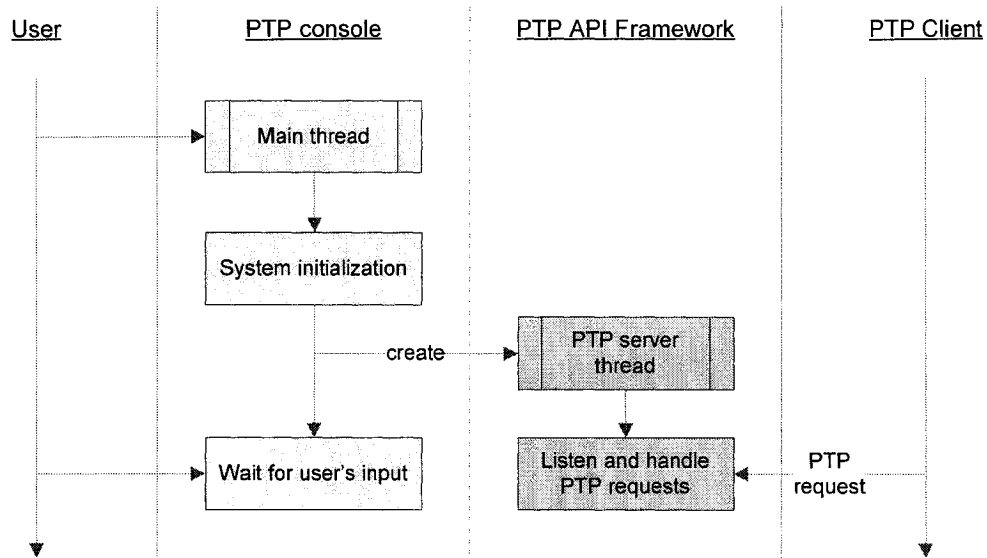 User
PTP console
PTP API Framework
PTP Client
Main thread
System initialization
create
PTP server
thread
Wait for user's input
Listen and handle
PTP requests
PTP
request